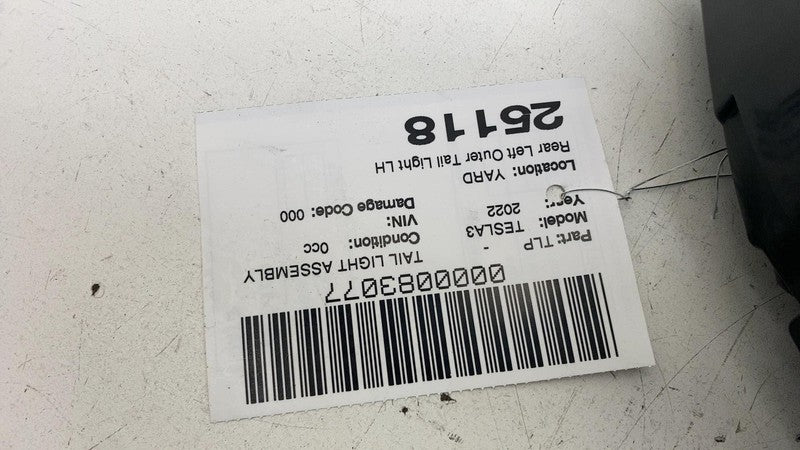 0000083077
Part: TLP - TAIL LIGHT ASSEMBLY
Model: TESLA3 Condition: 0cc
Year: 2022 VIN:
Damage Code: 000
Location: YARD
Rear Left Outer Tail Light LH
25118